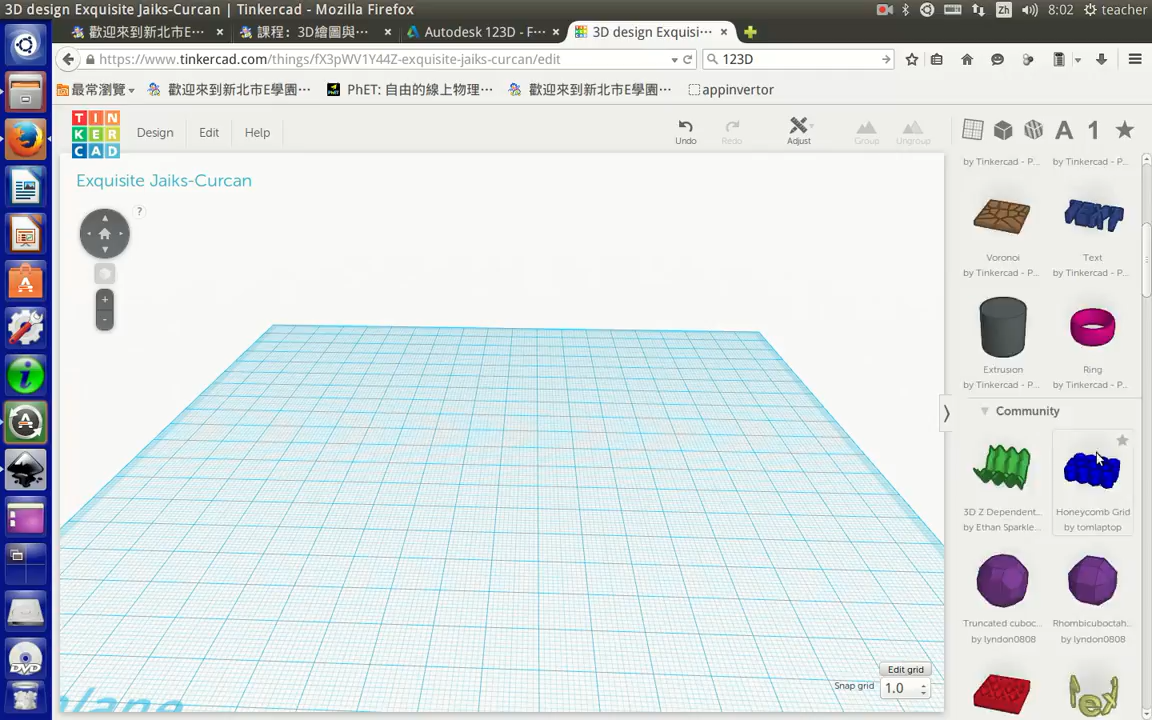 3D design Exquisite Jaiks-Curcan | Tinkercad - Mozilla Firefox
Zh
8:02
teacher
歡迎來到新北市E...
課程：3D繪圖與...
Autodesk 123D - F...
3D design Exquisi...
https://www.tinkercad.com/things/fX3pWV1Y44Z-exquisite-jaiks-curcan/edit
123D
最常瀏覽
歡迎來到新北市E學園...
PhET: 自由的線上物理...
歡迎來到新北市E學園...
appinvertor
TIN
KER
CAD
Design
Edit
Help
Undo
Redo
Adjust
Group
Ungroup
A
1
Exquisite Jaiks-Curcan
?
by Tinkercad - P...
by Tinkercad - P...
TEXT
Voronoi
Text
by Tinkercad - P...
by Tinkercad - P...
Extrusion
Ring
by Tinkercad - P...
by Tinkercad - P...
Community
3D Z Dependent...
Honeycomb Grid
by Ethan Sparkle...
by tomlaptop
Truncated cuboc...
Rhombicuboctah...
by lyndon0808
by lyndon0808
Edit grid
Snap grid
1.0
DVD